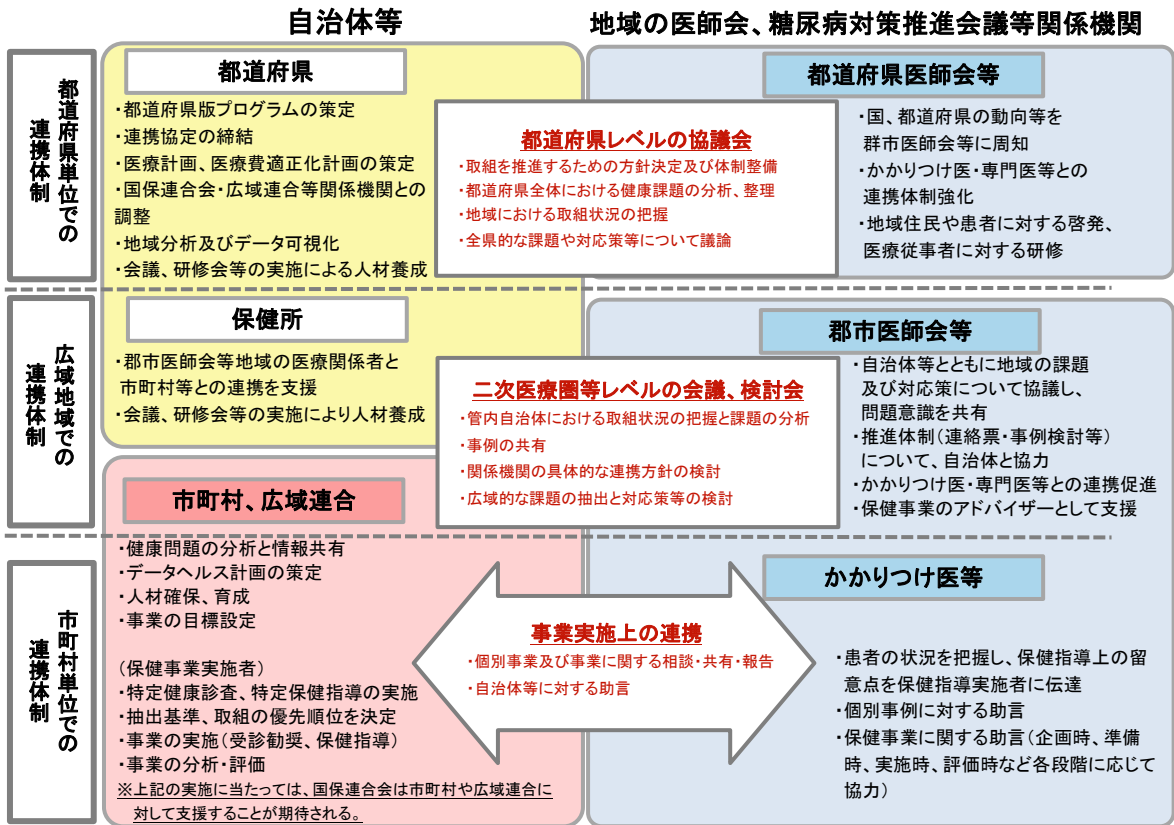 自治体等
地域の医師会、糖尿病対策推進会議等関係機関
都道府県単位での
連携体制
都道府県
・都道府県版プログラムの策定
・連携協定の締結
・医療計画、医療費適正化計画の策定
・国保連合会・広域連合等関係機関との
調整
・地域分析及びデータ可視化
・会議、研修会等の実施による人材養成
都道府県レベルの協議会
・取組を推進するための方針決定及び体制整備
・都道府県全体における健康課題の分析、整理
・地域における取組状況の把握
・全県的な課題や対応策等について議論
都道府県医師会等
・国、都道府県の動向等を
群市医師会等に周知
・かかりつけ医・専門医等との
連携体制強化
・地域住民や患者に対する啓発、
医療従事者に対する研修
広域地域での
連携体制
保健所
・郡市医師会等地域の医療関係者と
市町村等との連携を支援
・会議、研修会等の実施により人材養成
二次医療圏等レベルの会議、検討会
・管内自治体における取組状況の把握と課題の分析
・事例の共有
・関係機関の具体的な連携方針の検討
・広域的な課題の抽出と対応策等の検討
郡市医師会等
・自治体等とともに地域の課題
及び対応策について協議し、
問題意識を共有
・推進体制(連絡票・事例検討等)
について、自治体と協力
・かかりつけ医・専門医等との連携促進
・保健事業のアドバイザーとして支援
市町村単位での
連携体制
市町村、広域連合
・健康問題の分析と情報共有
・データヘルス計画の策定
・人材確保、育成
・事業の目標設定
(保健事業実施者)
・特定健康診査、特定保健指導の実施
・抽出基準、取組の優先順位を決定
・事業の実施(受診勧奨、保健指導)
・事業の分析・評価
※上記の実施に当たっては、国保連合会は市町村や広域連合に
対して支援することが期待される。
事業実施上の連携
・個別事業及び事業に関する相談・共有・報告
・自治体等に対する助言
かかりつけ医等
・患者の状況を把握し、保健指導上の留
意点を保健指導実施者に伝達
・個別事例に対する助言
・保健事業に関する助言(企画時、準備
時、実施時、評価時など各段階に応じて
協力)